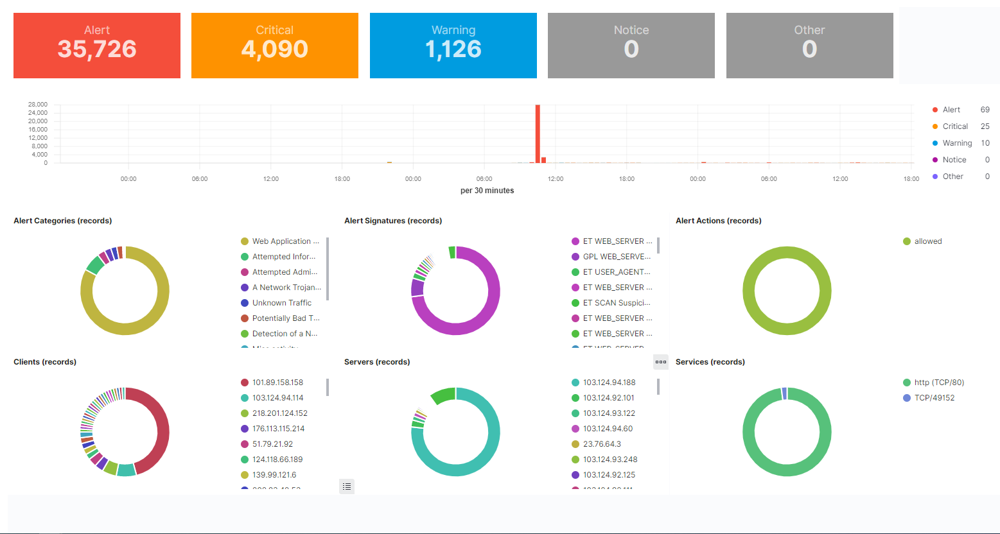 Alert
35,726
Critical
4,090
Warning
1,126
Notice
0
Other
0
28,000
24,000
20,000
16,000
12,000
8,000
4,000
0
00:00 06:00 12:00 18:00 00:00 06:00 12:00 18:00 00:00 06:00 12:00 18:00
per 30 minutes
Alert 69
Critical 25
Warning 10
Notice 0
Other 0
Alert Categories (records)
Web Application ...
Attempted Infor...
Attempted Admi...
A Network Trojan...
Unknown Traffic
Potentially Bad T...
Detection of a N...
Alert Signatures (records)
ET WEB_SERVER ...
GPL WEB_SERVE...
ET USER_AGENT...
ET WEB_SERVER ...
ET SCAN Suspici...
ET WEB_SERVER ...
ET WEB_SERVER ...
ET WEB_SERVER ...
Alert Actions (records)
allowed
Clients (records)
101.89.158.158
103.124.94.114
218.201.124.152
176.113.115.214
51.79.21.92
124.118.66.189
139.99.121.6
Servers (records)
103.124.94.188
103.124.92.101
103.124.93.122
103.124.94.60
23.76.64.3
103.124.93.248
103.124.92.125
Services (records)
http (TCP/80)
TCP/49152